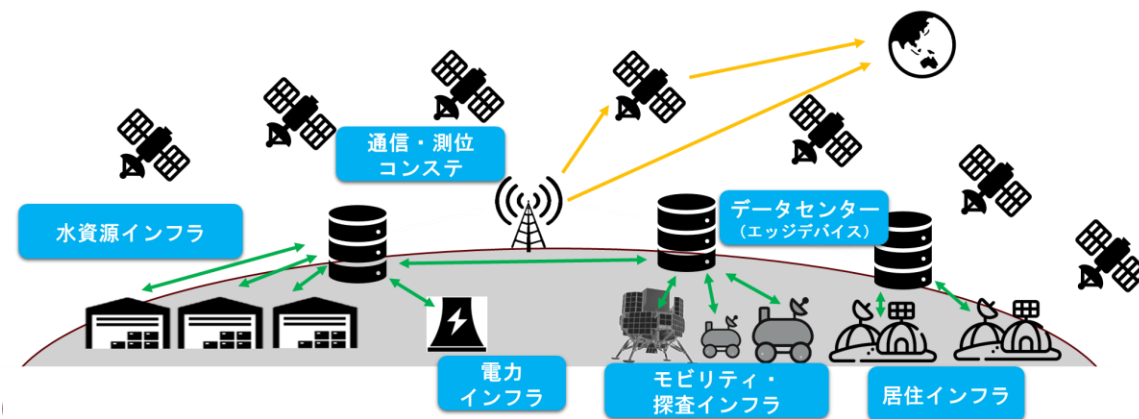 通信・測位
コンステ
水資源インフラ
データセンター
（エッジデバイス）
電力
インフラ
モビリティ・
探査インフラ
居住インフラ